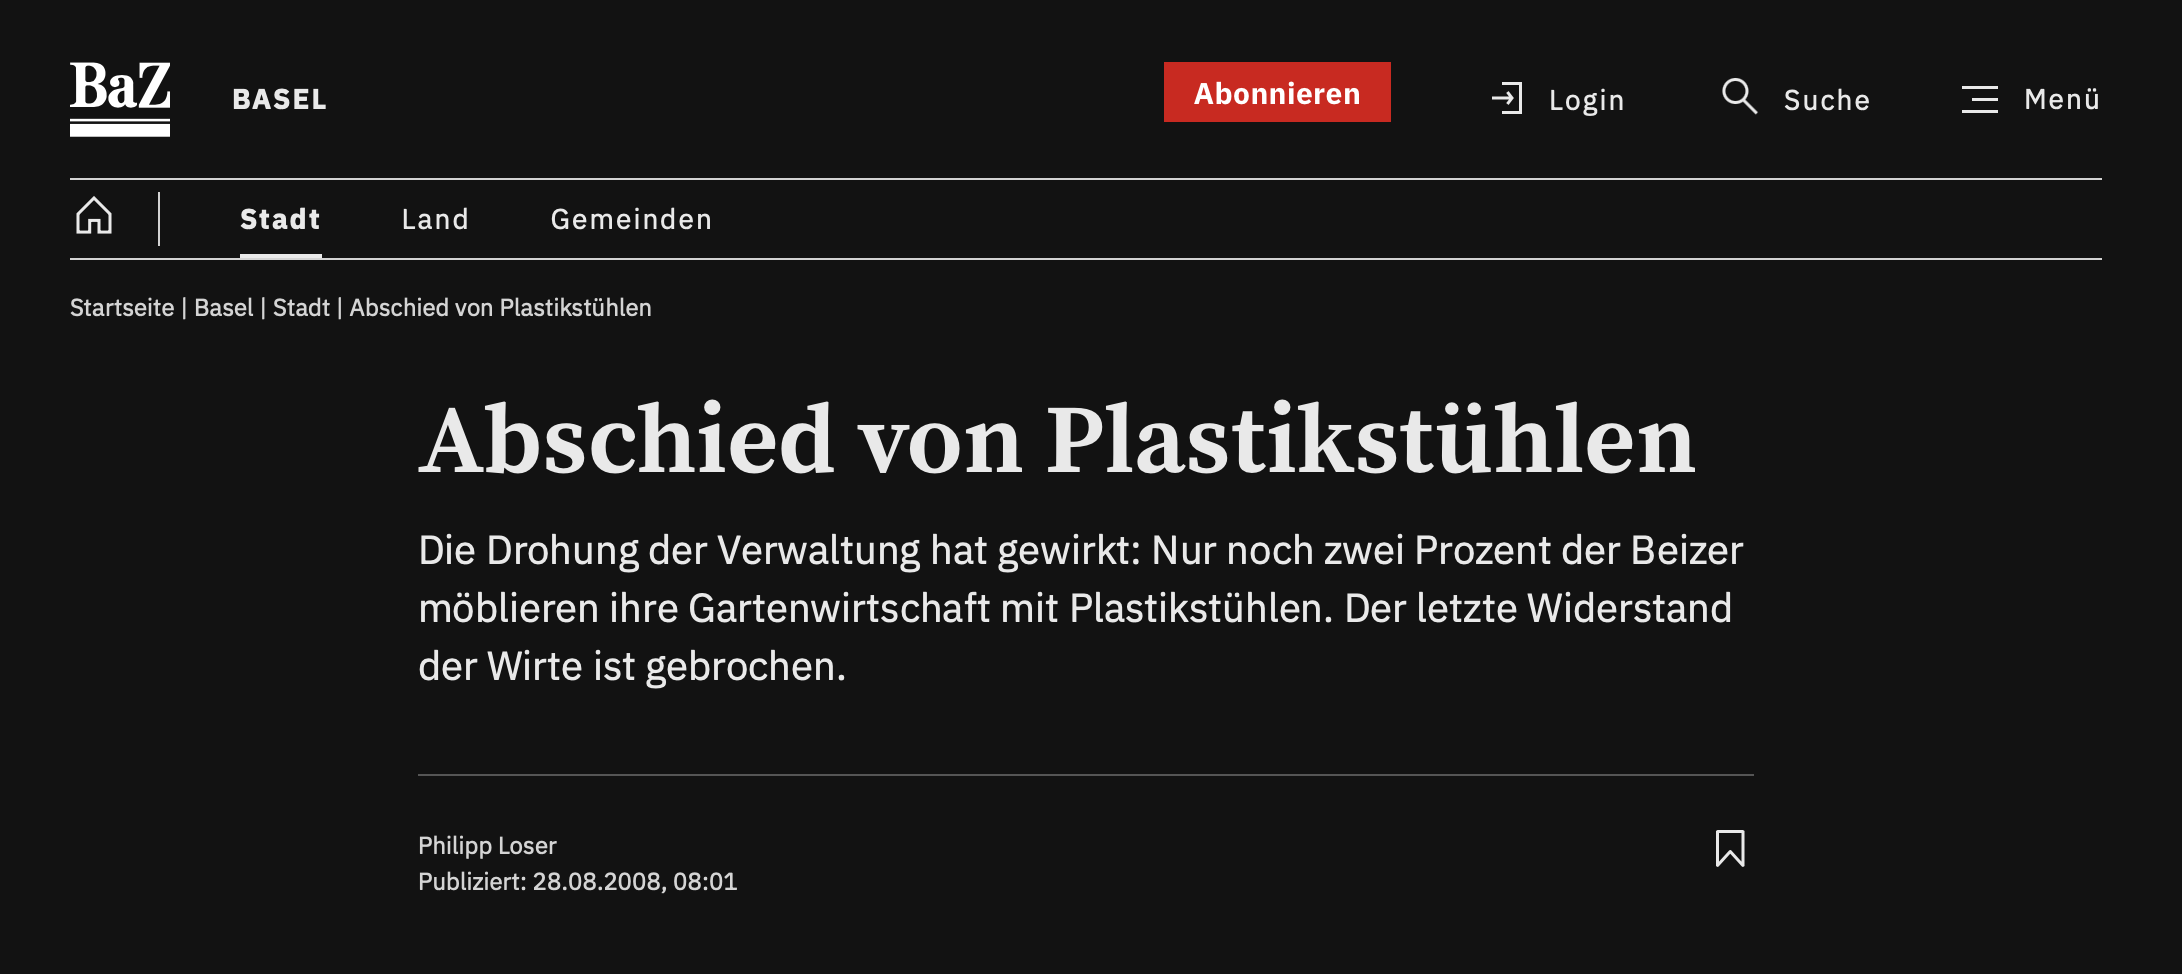 BaZ
BASEL
Abonnieren
Login
Suche
Menü
Stadt
Land
Gemeinden
Startseite | Basel | Stadt | Abschied von Plastikstühlen
Abschied von Plastikstühlen
Die Drohung der Verwaltung hat gewirkt: Nur noch zwei Prozent der Beizer
möblieren ihre Gartenwirtschaft mit Plastikstühlen. Der letzte Widerstand
der Wirte ist gebrochen.
Philipp Loser
Publiziert: 28.08.2008, 08:01